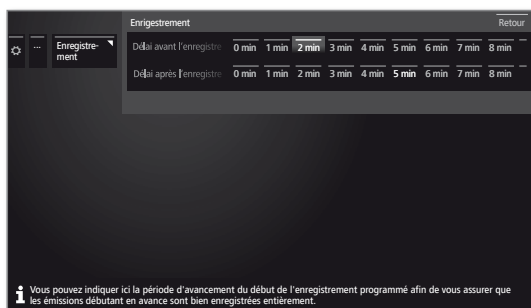 Enrigestrement Retour
... Enregistre-
ment
Délai avant l'enregistre 0 min 1 min 2 min 3 min 4 min 5 min 6 min 7 min 8 min
Délai après l'enregistre 0 min 1 min 2 min 3 min 4 min 5 min 6 min 7 min 8 min
i Vous pouvez indiquer ici la période d'avancement du début de l'enregistrement programmé afin de vous assurer que
les émissions débutant en avance sont bien enregistrées entièrement.